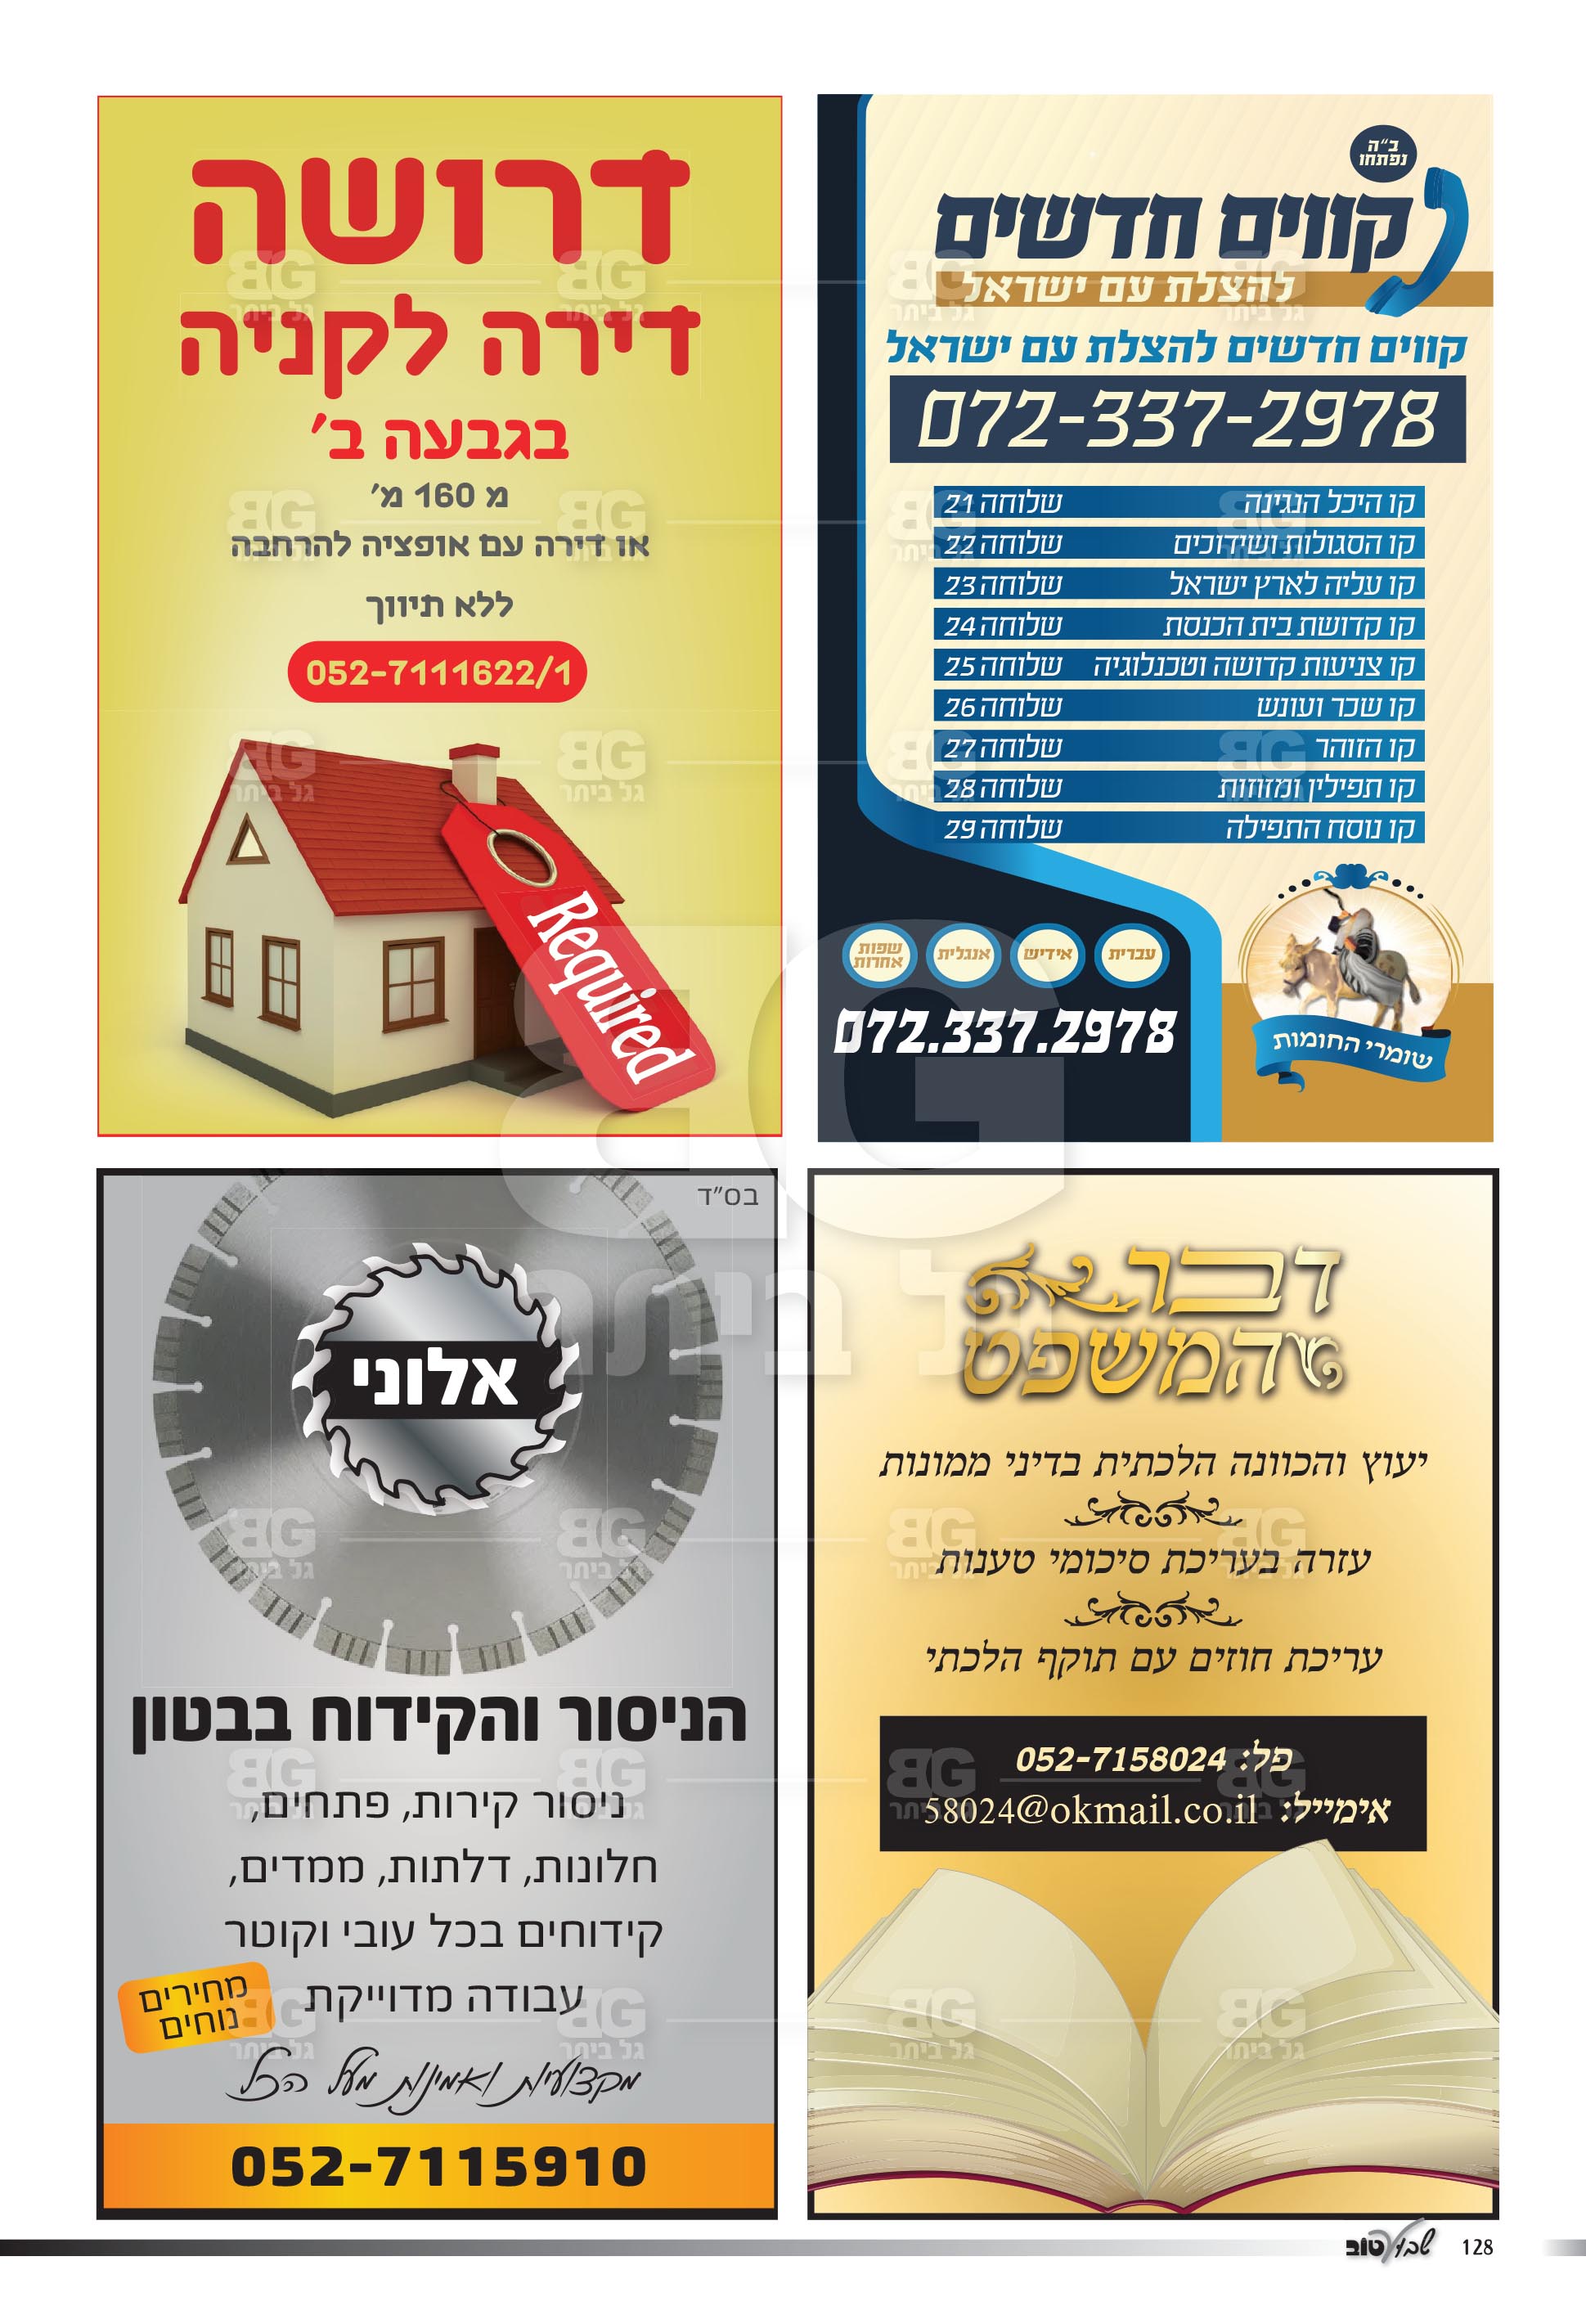 ב״ה
נפתחו
קווים חדשים
להצלת עם ישראל
קווים חדשים להצלת עם ישראל
072-337-2978
קו היכל הנגינה שלוחה 21
קו הסגולות ושידוכים שלוחה 22
קו עליה לארץ ישראל שלוחה 23
קו קדושת בית הכנסת שלוחה 24
קו צניעות קדושה וטכנלוגיה שלוחה 25
קו שכר ועונש שלוחה 26
קו הזוהר שלוחה 27
קו תפילין ומזוזות שלוחה 28
קו נוסח התפילה שלוחה 29
עברית
אידיש
אנגלית
שפות
אחרות
072.337.2978
שומרי החומות
דרושה
דירה לקניה
בגבעה ב׳
מ 160 מ׳
או דירה עם אופציה להרחבה
ללא תיווך
052-7111622/1
Required
דבר
המשפט
יעוץ והכוונה הלכתית בדיני ממונות
עזרה בעריכת סיכומי טענות
עריכת חוזים עם תוקף הלכתי
פל: 052-7158024
אימייל: 58024@okmail.co.il
בס״ד
אלוני
הניסור והקידוח בבטון
ניסור קירות, פתחים,
חלונות, דלתות, ממדים,
קידוחים בכל עובי וקוטר
עבודה מדוייקת
מחירים
נוחים
מקצועיות ואמינות מעל הכל
052-7115910
BG
גל ביתר
128 שבוע טוב